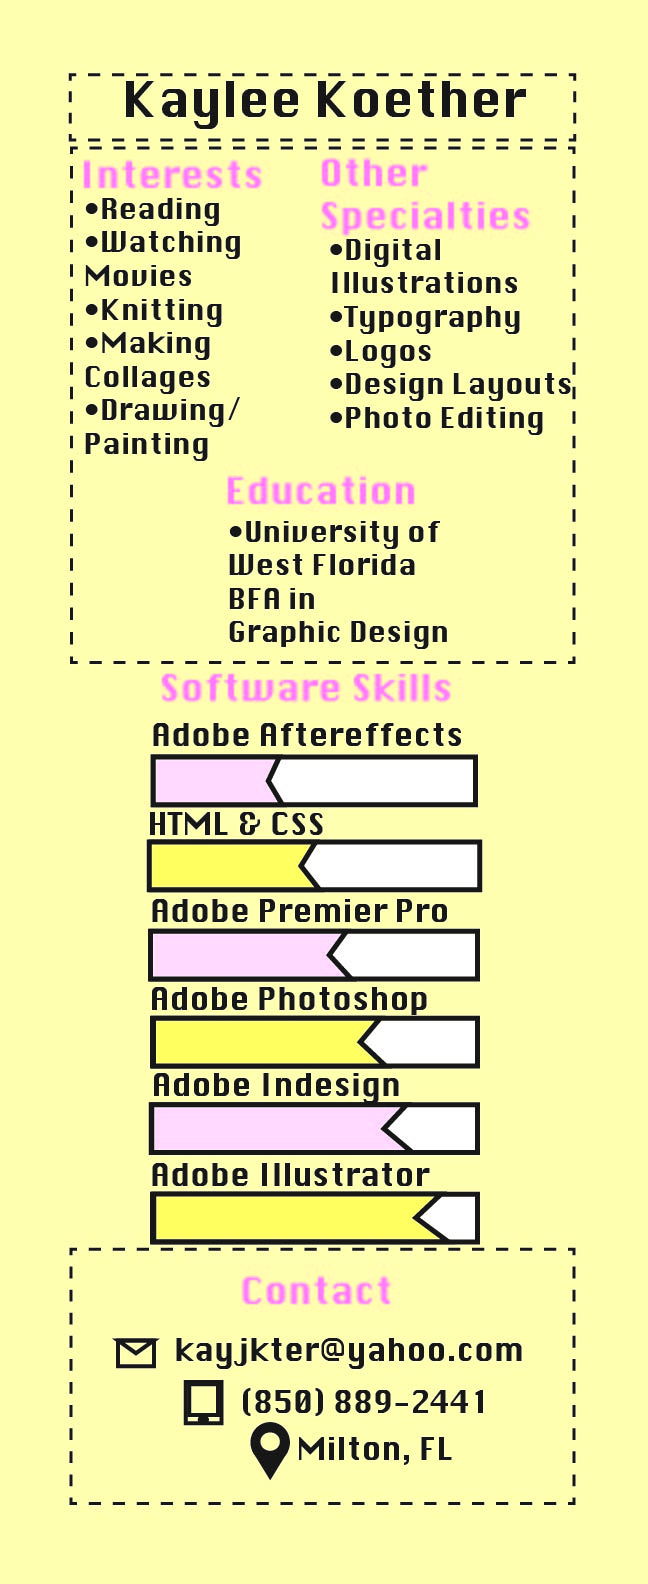 Kaylee Koether
Interests
•Reading
•Watching
Movies
•Knitting
•Making
Collages
•Drawing/
Painting
Other
Specialties
•Digital
Illustrations
•Typography
•Logos
•Design Layouts
•Photo Editing
Education
•University of
West Florida
BFA in
Graphic Design
Software Skills
Adobe Aftereffects
HTML & CSS
Adobe Premier Pro
Adobe Photoshop
Adobe Indesign
Adobe Illustrator
Contact
kayjkter@yahoo.com
(850) 889-2441
Milton, FL